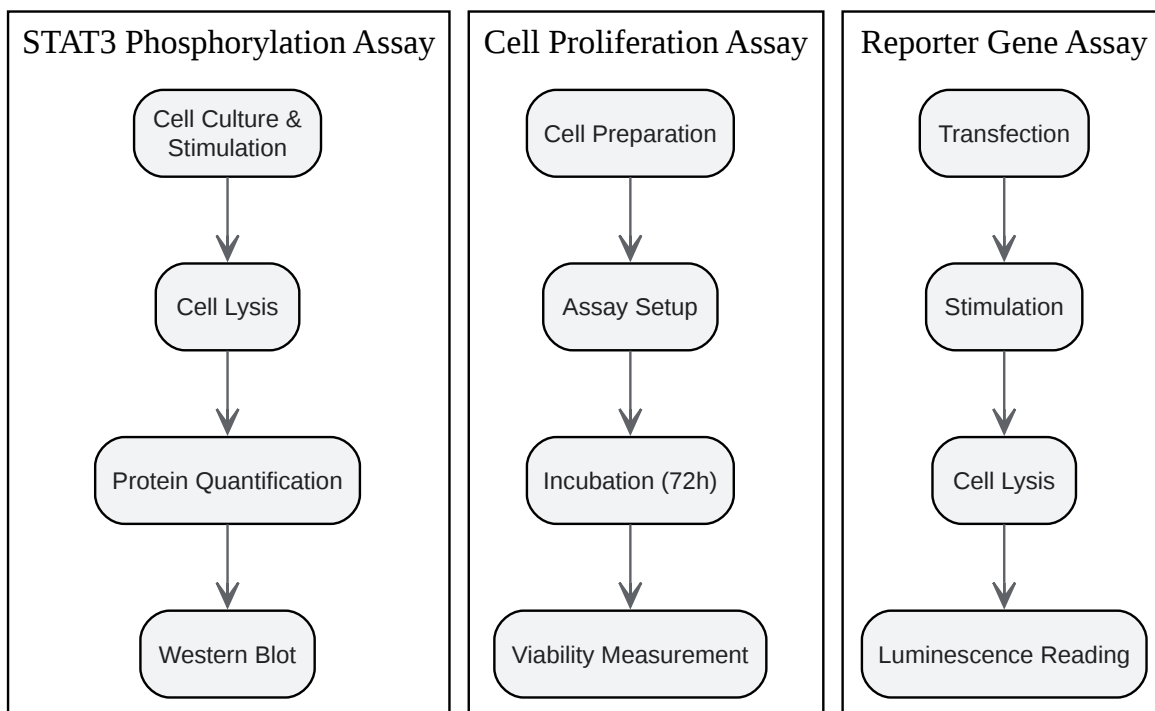 STAT3 Phosphorylation Assay
Cell Culture &
Stimulation
Cell Lysis
Protein Quantification
Western Blot
Cell Proliferation Assay
Cell Preparation
Assay Setup
Incubation (72h)
Viability Measurement
Reporter Gene Assay
Transfection
Stimulation
Cell Lysis
Luminescence Reading